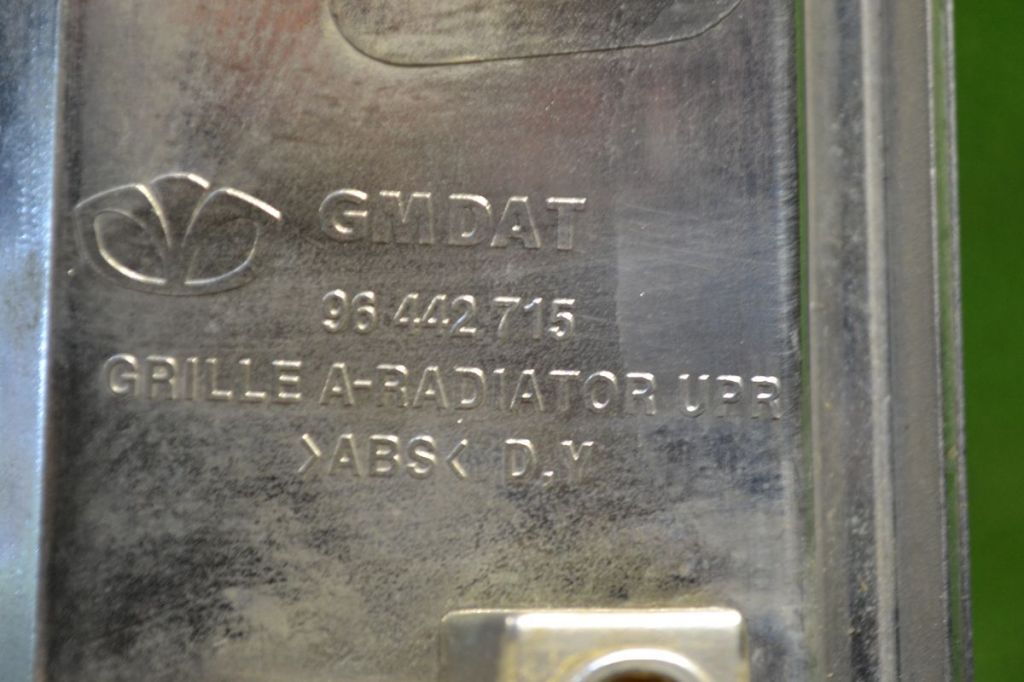 GMDAT
96 442 715
GRILLE A-RADIATOR UPR
>ABS< D.Y